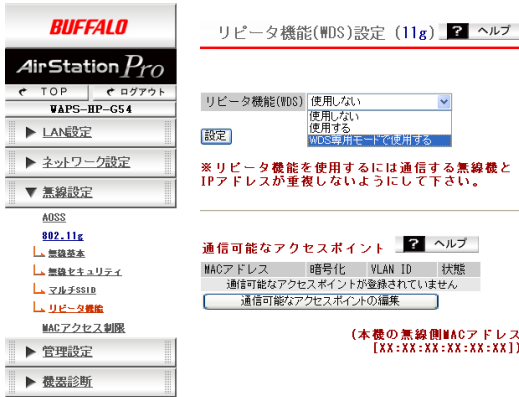 BUFFALO
AirStation Pro
TOP
ログアウト
WAPS-HP-G54
▶ LAN設定
▶ ネットワーク設定
▼ 無線設定
AOSS
802.11g
無線基本
無線セキュリティ
マルチSSID
リピータ機能
MACアクセス制限
▶ 管理設定
▶ 機器診断
リピータ機能(WDS)設定 (11g) ? ヘルプ
リピータ機能(WDS) 使用しない
使用しない
使用する
WDS専用モードで使用する
設定
※リピータ機能を使用するには通信する無線機と
IPアドレスが重複しないようにして下さい。
通信可能なアクセスポイント ? ヘルプ
MACアドレス 暗号化 VLAN ID 状態
通信可能なアクセスポイントが登録されていません
通信可能なアクセスポイントの編集
(本機の無線側MACアドレス
[XX:XX:XX:XX:XX:XX])